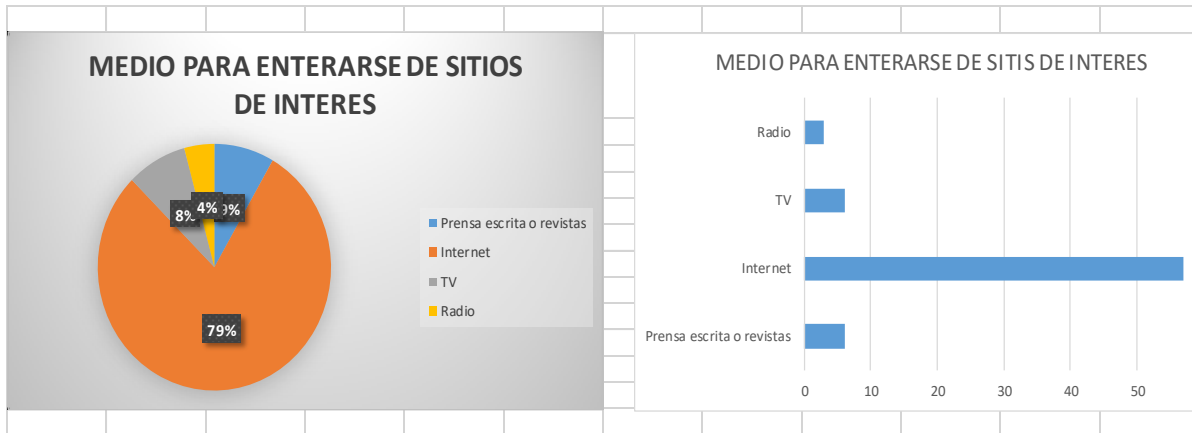 MEDIO PARA ENTERARSE DE SITIOS
DE INTERES
8%
4%
9%
79%
Prensa escrita o revistas
Internet
TV
Radio
MEDIO PARA ENTERARSE DE SITIS DE INTERES
Radio
TV
Internet
Prensa escrita o revistas
0 10 20 30 40 50